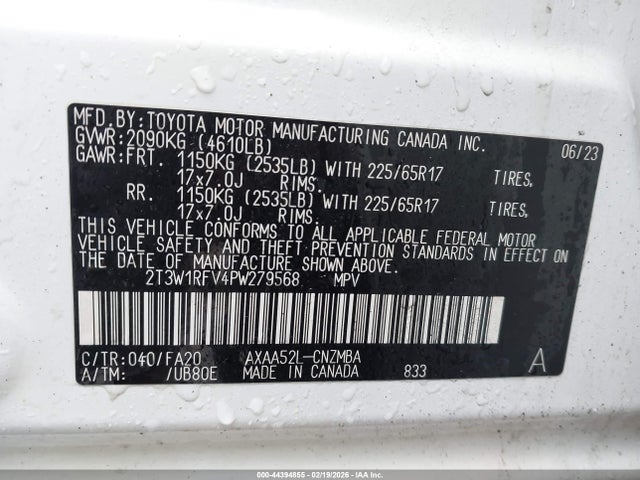 MFD.BY:TOYOTA MOTOR MANUFACTURING CANADA INC.
GVWR:2090KG (4610LB) 06/23
GAWR:FRT. 1150KG (2535LB) WITH 225/65R17 TIRES,
17x7.0J RIMS.
RR. 1150KG (2535LB) WITH 225/65R17 TIRES,
17x7.0J RIMS.
THIS VEHICLE CONFORMS TO ALL APPLICABLE FEDERAL MOTOR
VEHICLE SAFETY AND THEFT PREVENTION STANDARDS IN EFFECT ON
THE DATE OF MANUFACTURE SHOWN ABOVE.
2T3W1RFV4PW279568 MPV
C/TR:040/FA20 AXAA52L-CNZMBA A
A/TM: /UB80E MADE IN CANADA 833
000-44394855 - 02/19/2026 - IAA Inc.